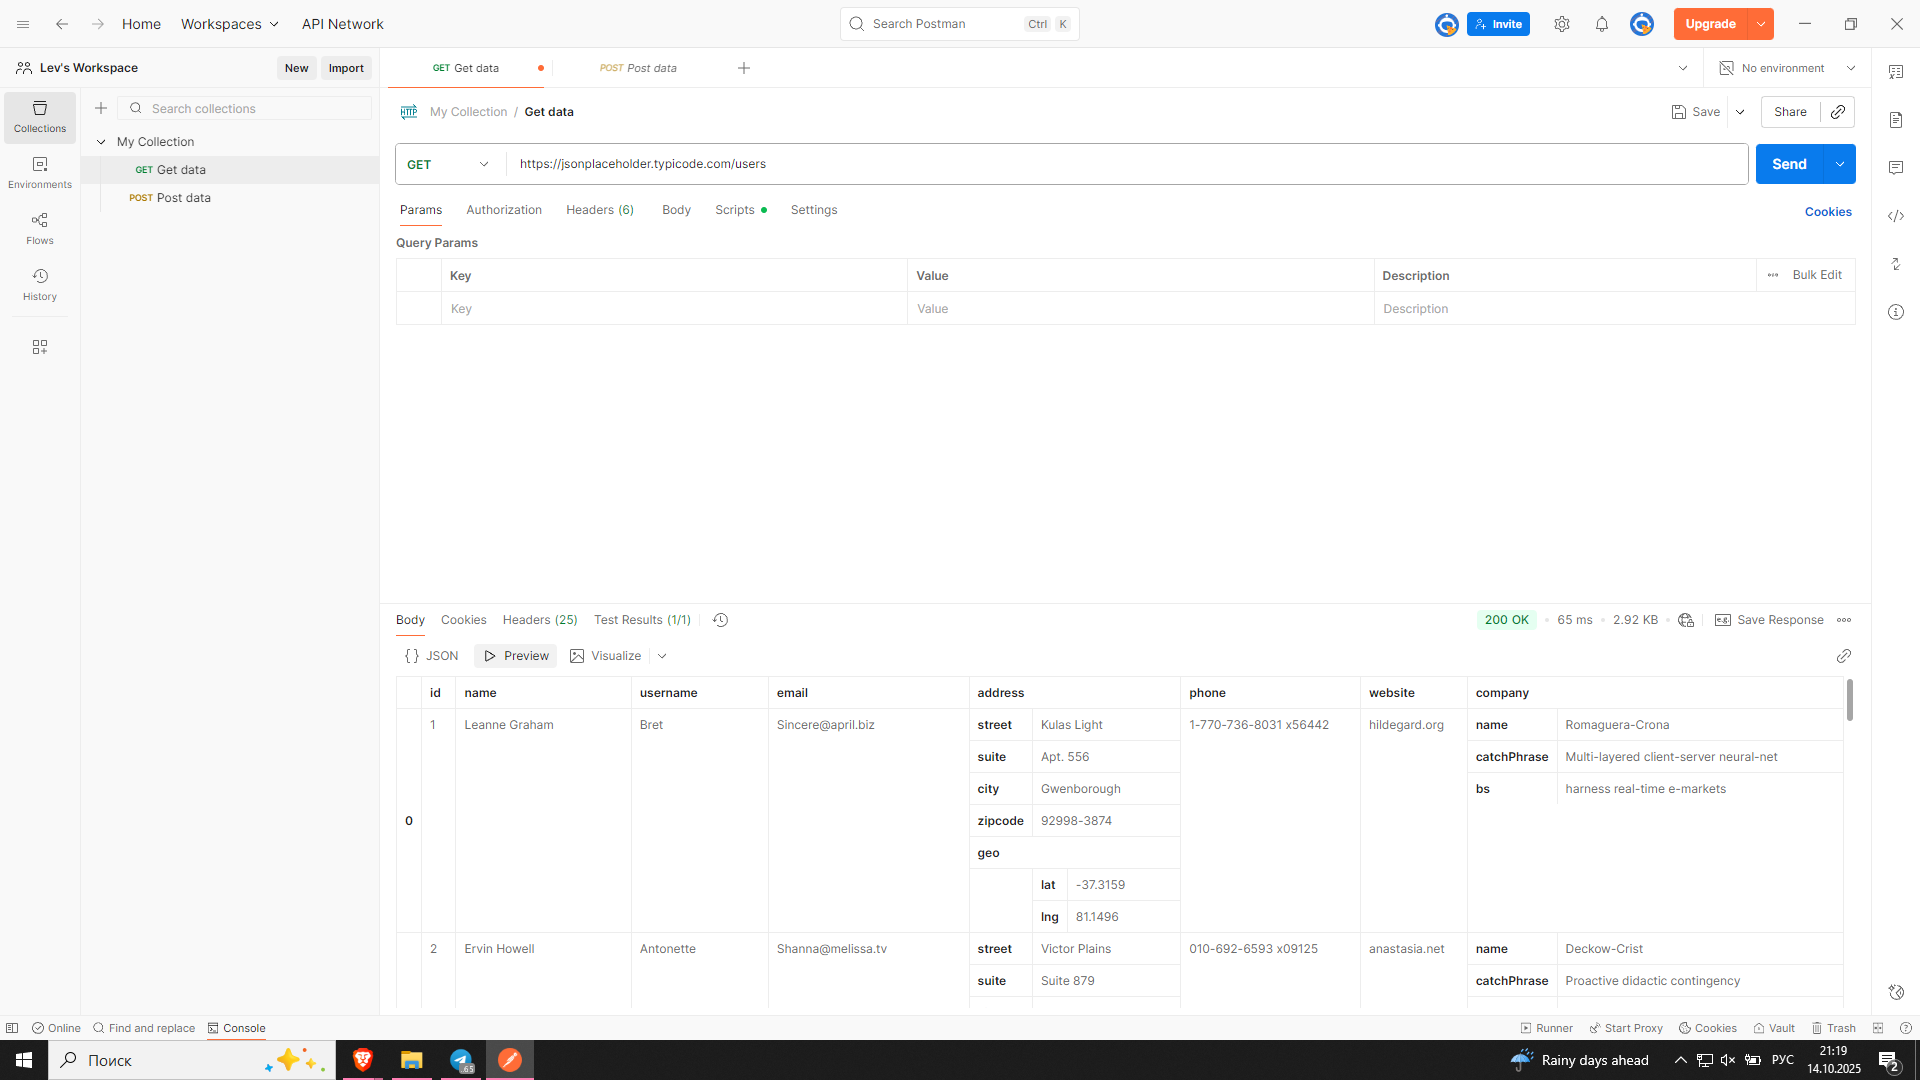 Home Workspaces API Network Search Postman Ctrl K Invite Upgrade
Lev's Workspace New Import GET Get data POST Post data No environment
Collections
Environments
Flows
History
Search collections
My Collection
GET Get data
POST Post data
HTTP My Collection / Get data Save Share
GET https://jsonplaceholder.typicode.com/users Send
Params Authorization Headers (6) Body Scripts Settings Cookies
Query Params
Key Value Description Bulk Edit
Key Value Description
Body Cookies Headers (25) Test Results (1/1) 200 OK 65 ms 2.92 KB e.g. Save Response
{} JSON Preview Visualize
id name username email address phone website company
0
1 Leanne Graham Bret Sincere@april.biz street Kulas Light 1-770-736-8031 x56442 hildegard.org name Romaguera-Crona
suite Apt. 556 catchPhrase Multi-layered client-server neural-net
city Gwenborough bs harness real-time e-markets
zipcode 92998-3874
geo
lat -37.3159
lng 81.1496
2 Ervin Howell Antonette Shanna@melissa.tv street Victor Plains 010-692-6593 x09125 anastasia.net name Deckow-Crist
suite Suite 879 catchPhrase Proactive didactic contingency
Online Find and replace Console Runner Start Proxy Cookies Vault Trash
Поиск .65 Rainy days ahead РУС 21:19
14.10.2025 2